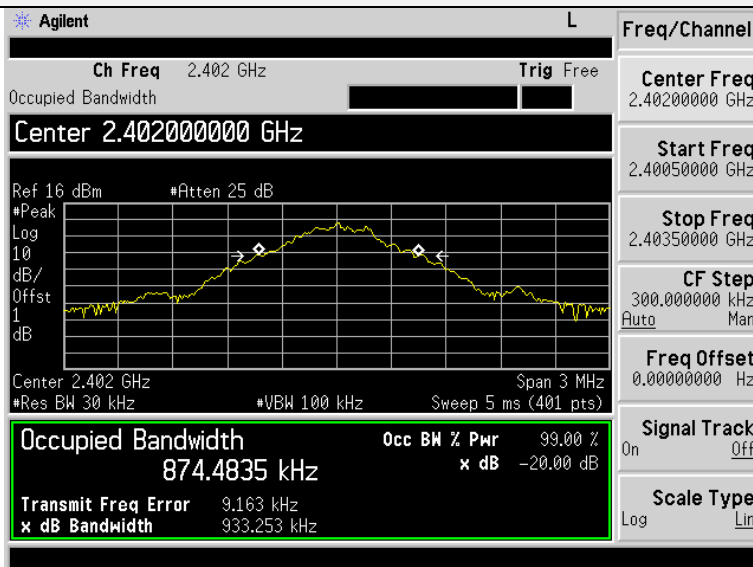 Agilent L
Freq/Channel
Ch Freq 2.402 GHz Trig Free
Occupied Bandwidth
Center 2.402000000 GHz
Center Freq
2.40200000 GHz
Start Freq
2.40050000 GHz
Stop Freq
2.40350000 GHz
CF Step
300.000000 kHz
Auto Man
Freq Offset
0.00000000 Hz
Signal Track
On Off
Scale Type
Log Lin
Ref 16 dBm #Atten 25 dB
#Peak
Log
10
dB/
Offst
1
dB
Center 2.402 GHz Span 3 MHz
#Res BW 30 kHz #VBW 100 kHz Sweep 5 ms (401 pts)
Occupied Bandwidth Occ BW % Pwr 99.00 %
874.4835 kHz x dB -20.00 dB
Transmit Freq Error 9.163 kHz
x dB Bandwidth 933.253 kHz